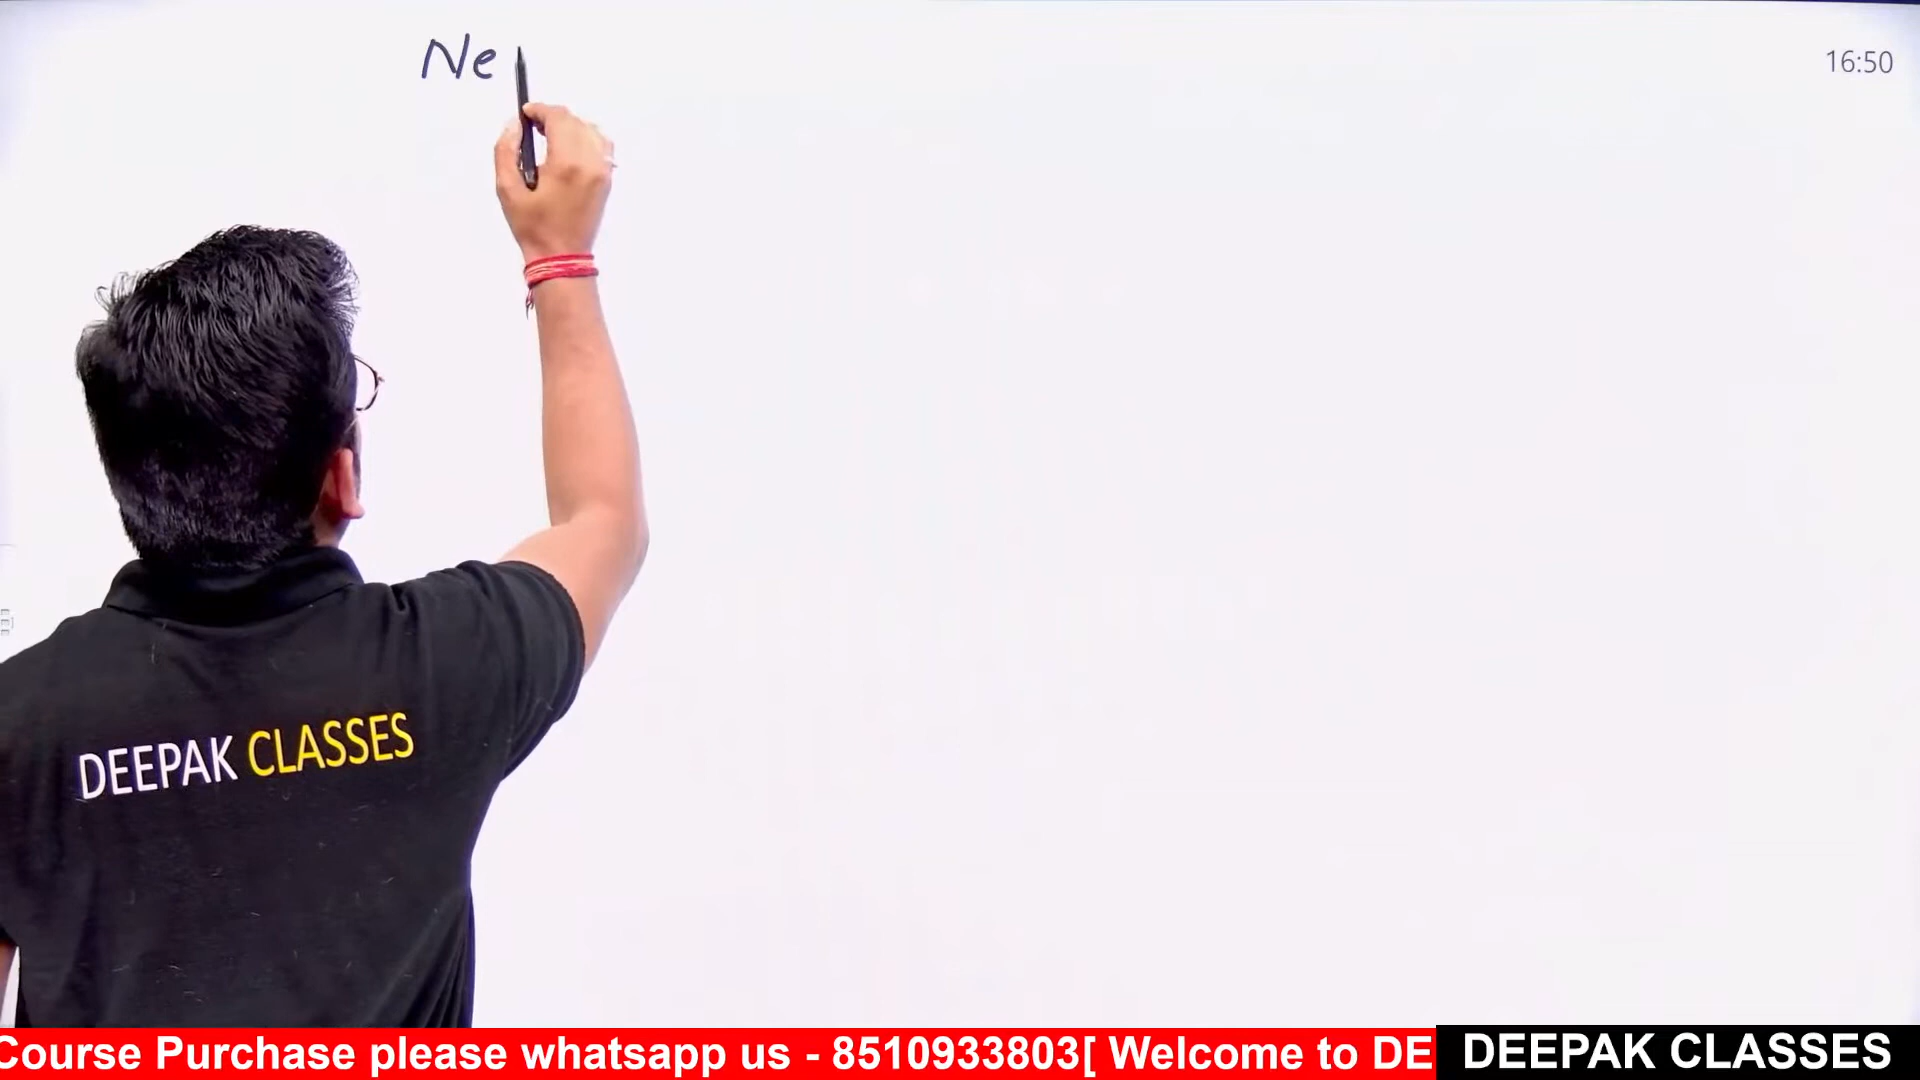 Ne
16:50
DEEPAK CLASSES
Course Purchase please whatsapp us - 8510933803[ Welcome to DE
DEEPAK CLASSES